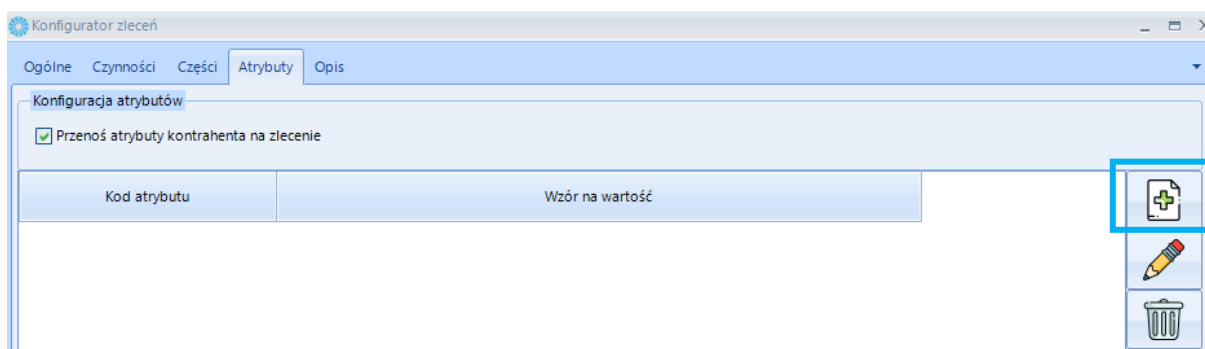 Konfigurator zleceń
Ogólne Czynności Części Atrybuty Opis
Konfiguracja atrybutów
Przenoś atrybuty kontrahenta na zlecenie
Kod atrybutu Wzór na wartość